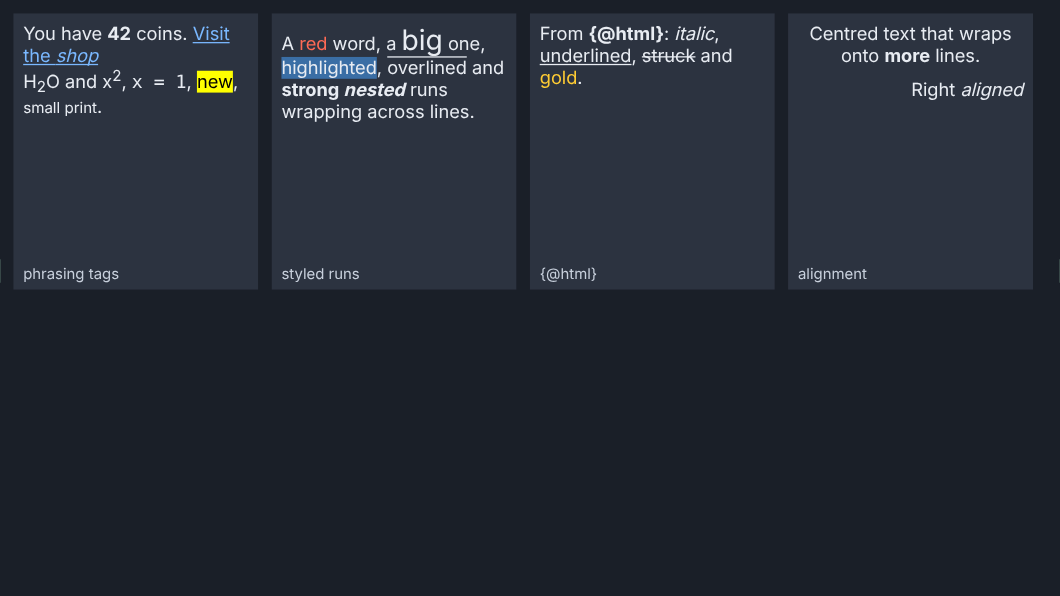 You have 42 coins. Visit
the shop
H₂O and x², x = 1, new,
small print.
phrasing tags
A red word, a big one,
highlighted, overlined and
strong nested runs
wrapping across lines.
styled runs
From {@html}: italic,
underlined, struck and
gold.
{@html}
Centred text that wraps
onto more lines.
Right aligned
alignment